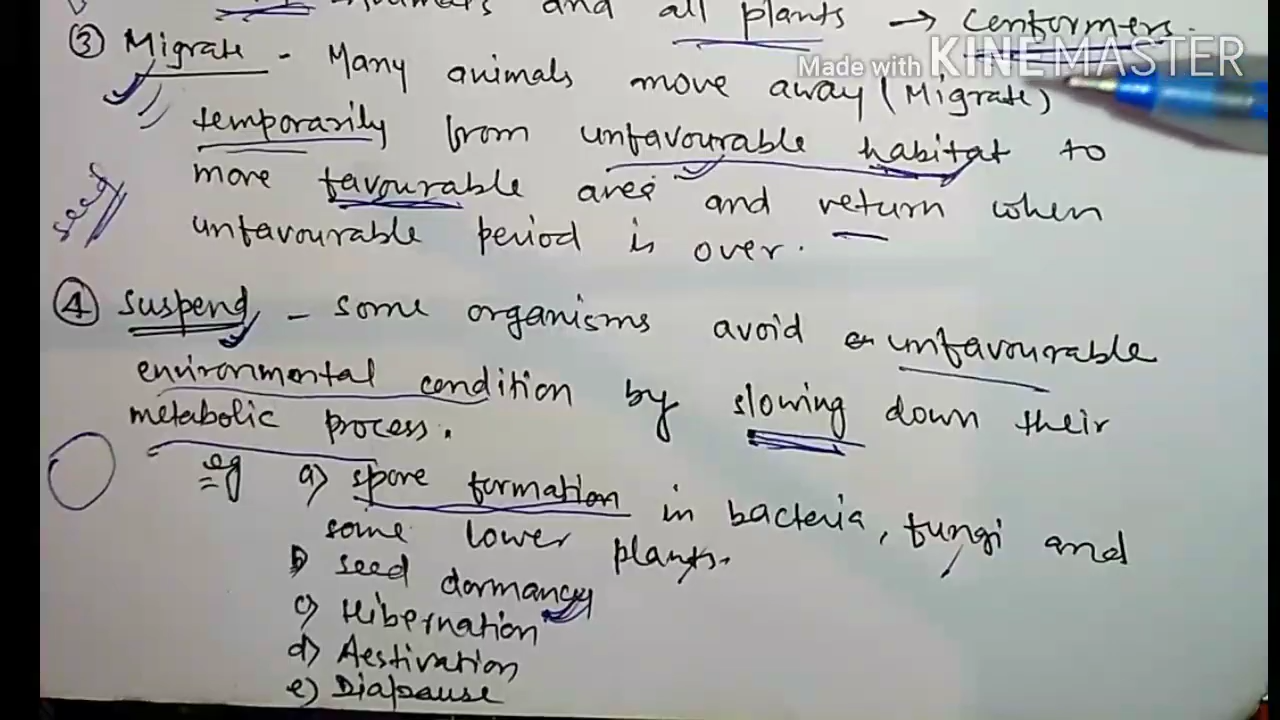 and all plants → Conformers.
Made with KINEMASTER
③ Migrate - Many animals move away (Migrate)
temporarily from unfavourable habitat to
more favourable area and return when
unfavourable period is over.
④ Suspend - some organisms avoid unfavourable
environmental condition by slowing down their
metabolic process.
eg a) spore formation in bacteria, fungi and
some lower plants.
b) seed dormancy
c) Hibernation
d) Aestivation
e) Diapause